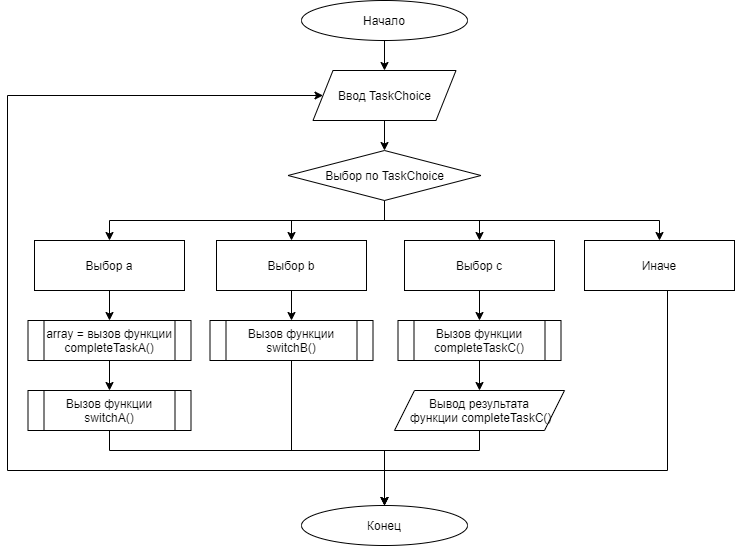 Начало
Ввод TaskChoice
Выбор по TaskChoice
Выбор a
Выбор b
Выбор c
Иначе
array = вызов функции
completeTaskA()
Вызов функции
switchB()
Вызов функции
completeTaskC()
Вызов функции
switchA()
Вывод результата
функции completeTaskC()
Конец